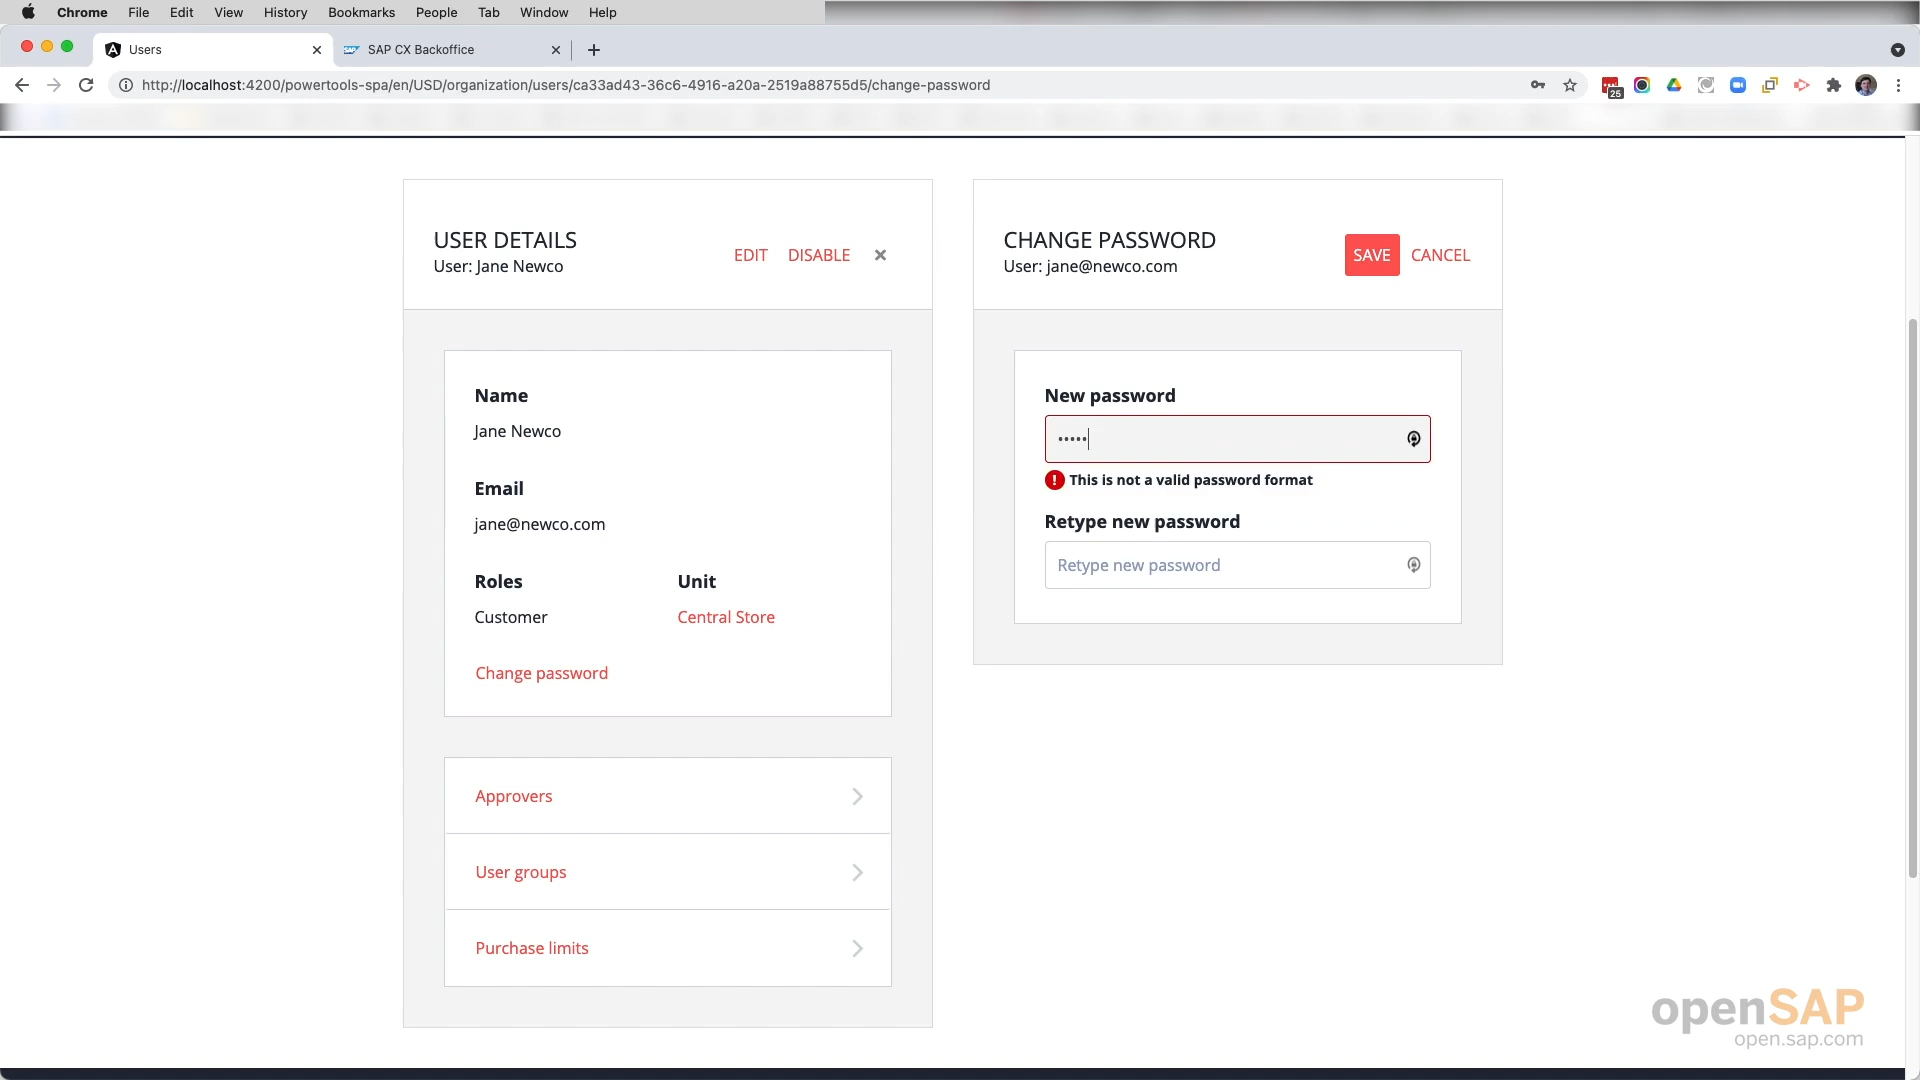 Chrome File Edit View History Bookmarks People Tab Window Help
Users
SAP CX Backoffice
http://localhost:4200/powertools-spa/en/USD/organization/users/ca33ad43-36c6-4916-a20a-2519a88755d5/change-password
25
USER DETAILS
User: Jane Newco
EDIT DISABLE
Name
Jane Newco
Email
jane@newco.com
Roles Unit
Customer Central Store
Change password
Approvers
User groups
Purchase limits
CHANGE PASSWORD
User: jane@newco.com
SAVE CANCEL
New password
•••••
This is not a valid password format
Retype new password
Retype new password
openSAP
open.sap.com